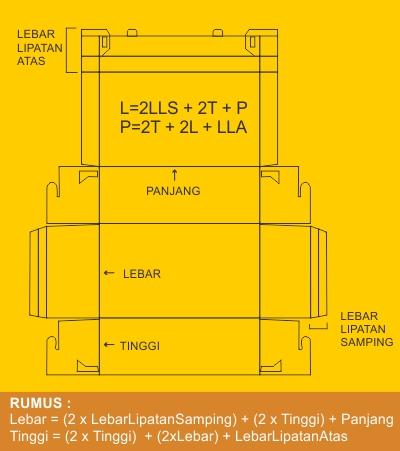 LEBAR
LIPATAN
ATAS
L=2LLS + 2T + P
P=2T + 2L + LLA
↑
PANJANG
← LEBAR
LEBAR
LIPATAN
SAMPING
← TINGGI
RUMUS :
Lebar = (2 x LebarLipatanSamping) + (2 x Tinggi) + Panjang
Tinggi = (2 x Tinggi) + (2xLebar) + LebarLipatanAtas